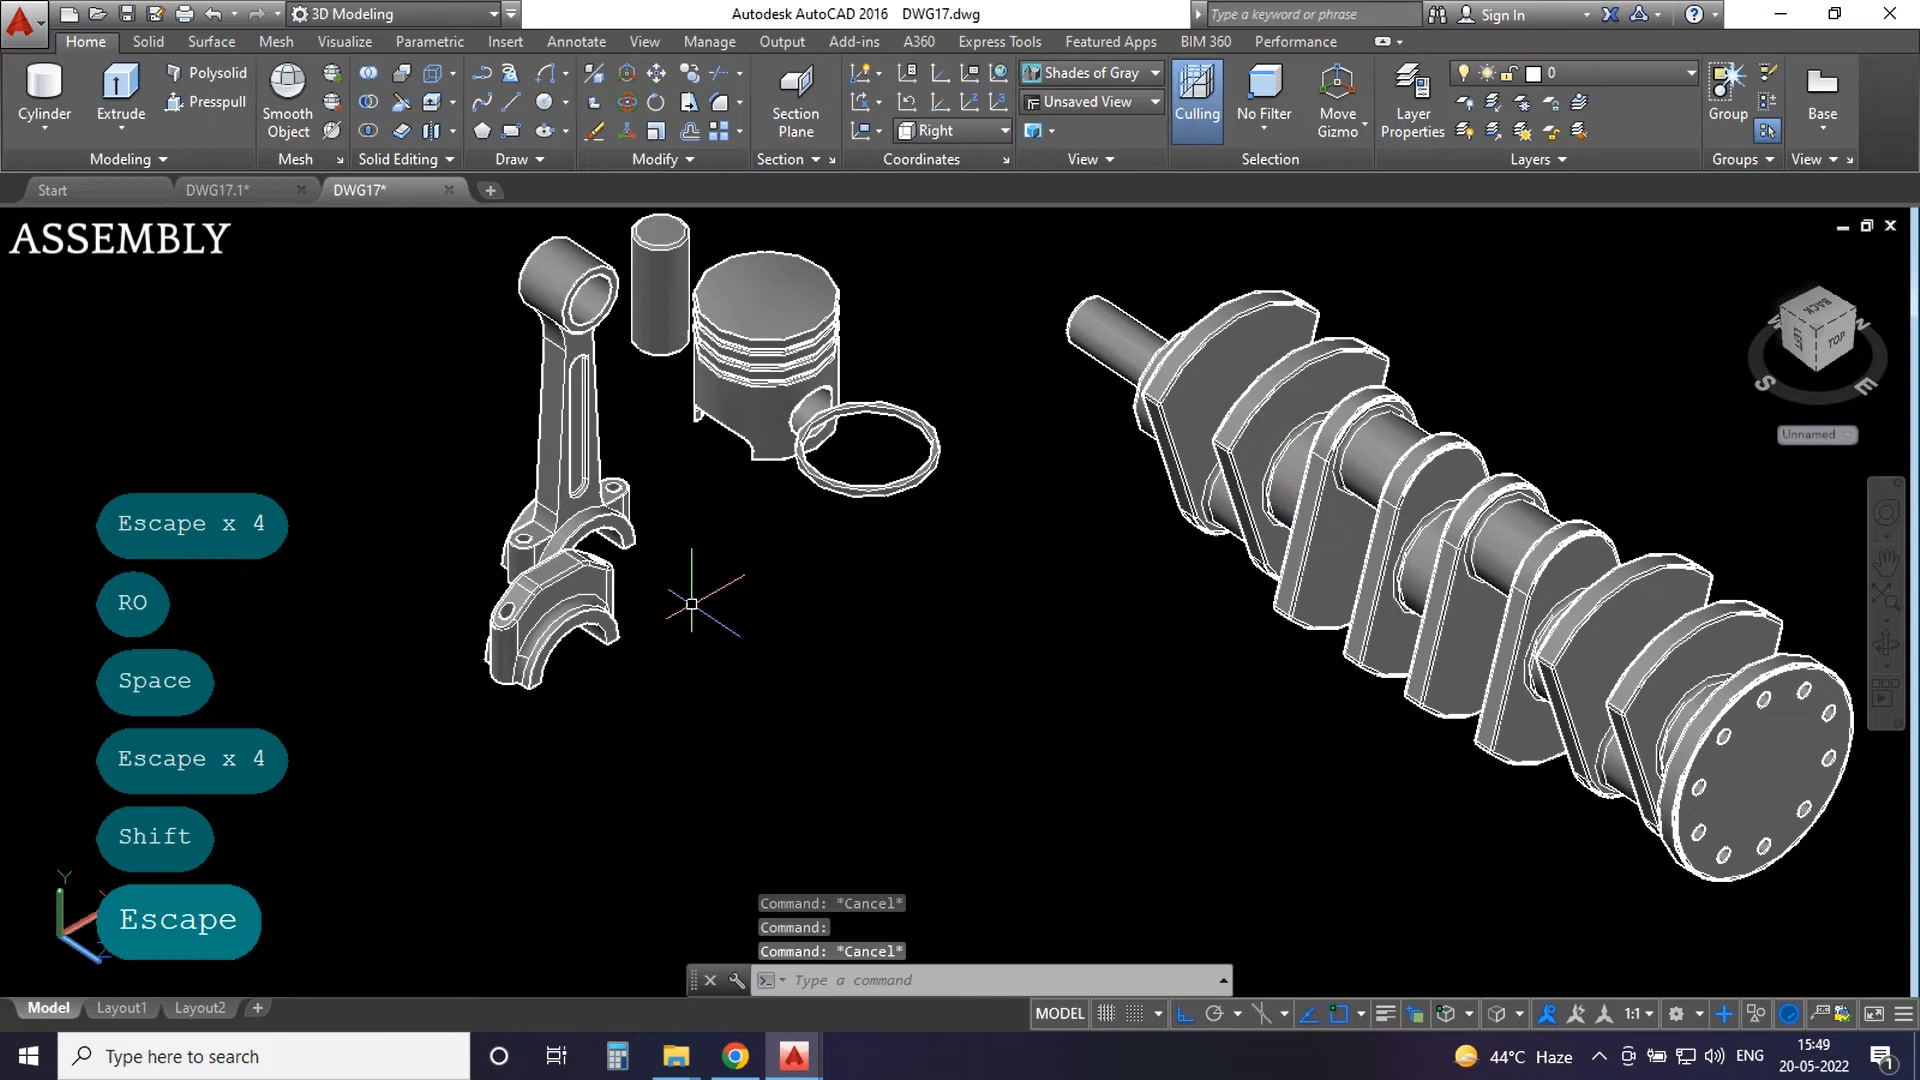 3D Modeling
Autodesk AutoCAD 2016 DWG17.dwg
Type a keyword or phrase
Sign In
Home Solid Surface Mesh Visualize Parametric Insert Annotate View Manage Output Add-ins A360 Express Tools Featured Apps BIM 360 Performance
Cylinder
Extrude
Polysolid
Presspull
Smooth
Object
Section
Plane
Right
Shades of Gray
Unsaved View
Culling
No Filter
Move
Gizmo
Layer
Properties
0
Group
Base
Modeling Mesh Solid Editing Draw Modify Section Coordinates View Selection Layers Groups View
Start DWG17.1* DWG17*
ASSEMBLY
BACK
LEFT
TOP
S
E
Unnamed
Escape x 4
RO
Space
Escape x 4
Shift
Escape
Y
Command: *Cancel*
Command:
Command: *Cancel*
Type a command
Model Layout1 Layout2
MODEL
1:1
Type here to search
44°C Haze
ENG
15:49
20-05-2022
1